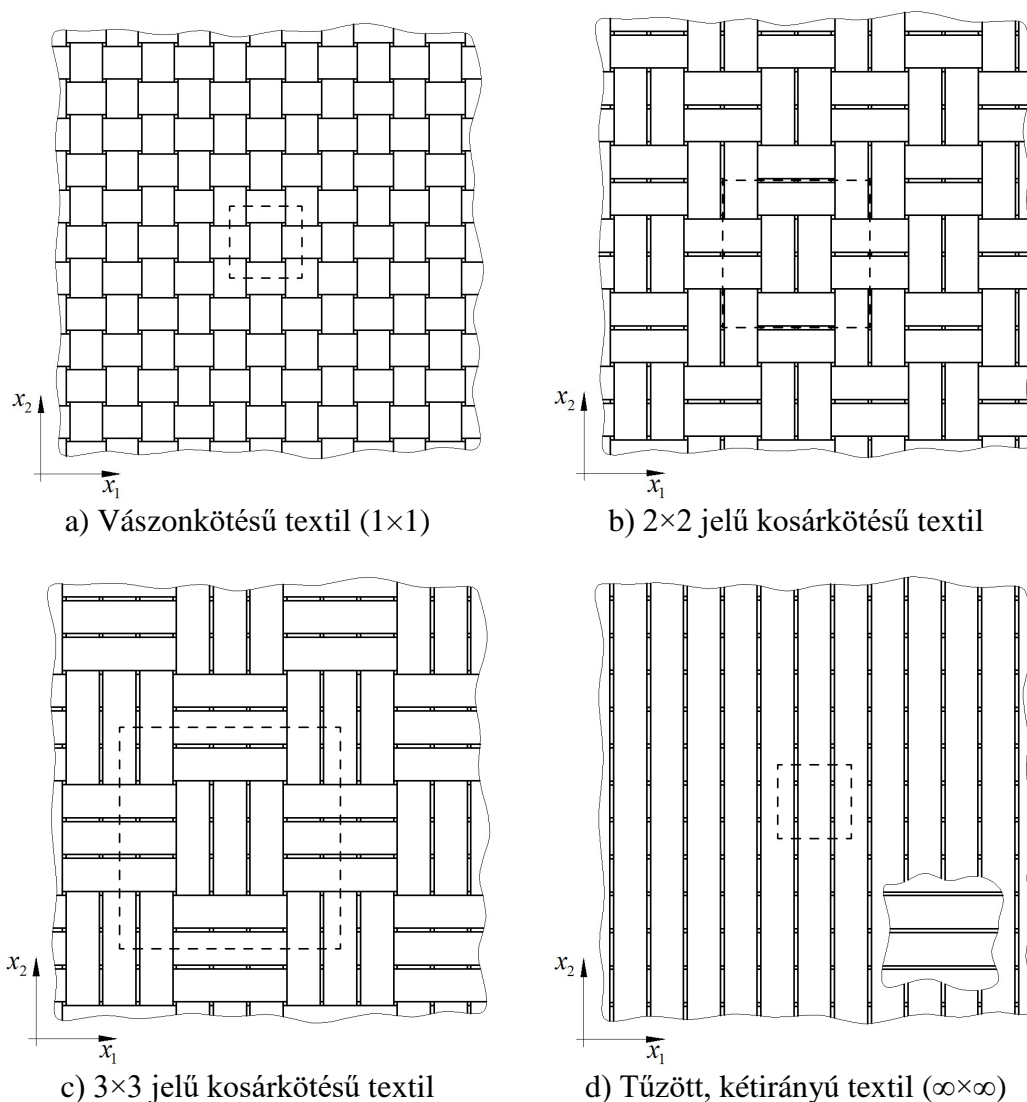 x₂
x₁
a) Vászonkötésű textil (1×1)
x₂
x₁
b) 2×2 jelű kosárkötésű textil
x₂
x₁
c) 3×3 jelű kosárkötésű textil
x₂
x₁
d) Tűzött, kétirányú textil (∞×∞)